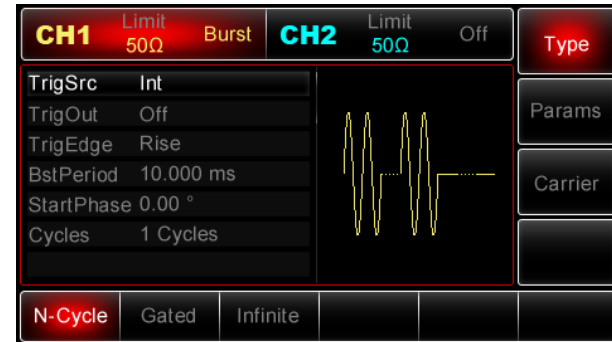 CH1 Limit 50Ω Burst CH2 Limit 50Ω Off
Type
TrigSrc Int
TrigOut Off
TrigEdge Rise
BstPeriod 10.000 ms
StartPhase 0.00 °
Cycles 1 Cycles
Params
Carrier
N-Cycle Gated Infinite